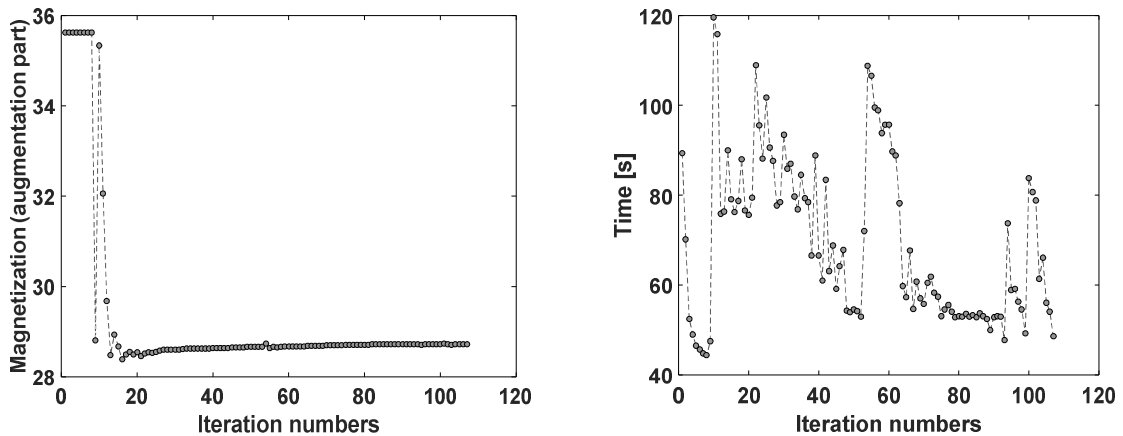 Magnetization (augmentation part)
36
34
32
30
28
0 20 40 60 80 100 120
Iteration numbers
Time [s]
120
100
80
60
40
0 20 40 60 80 100 120
Iteration numbers